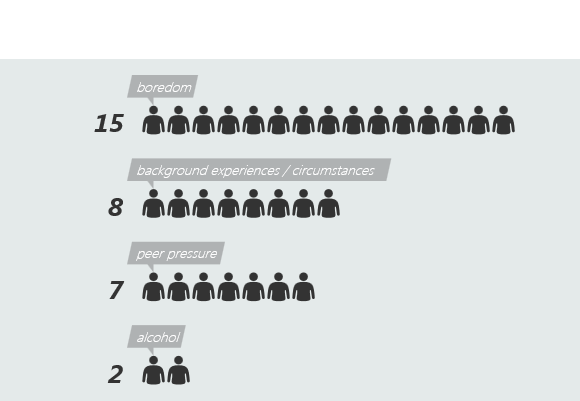 boredom
15
background experiences / circumstances
8
peer pressure
7
alcohol
2